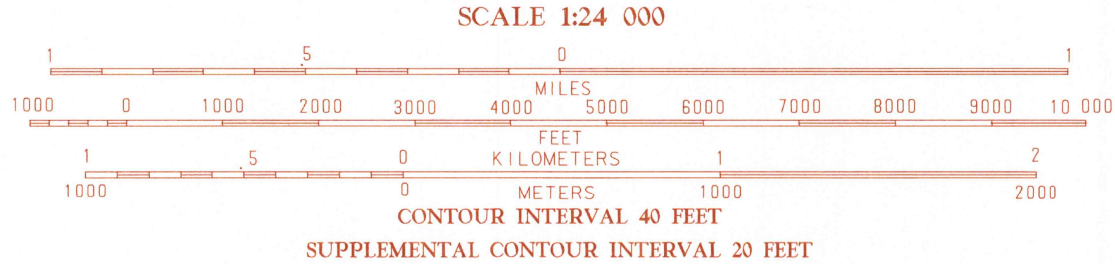 SCALE 1:24 000
1 .5 0 1
MILES
1000 0 1000 2000 3000 4000 5000 6000 7000 8000 9000 10 000
FEET
1 .5 0 KILOMETERS 1 2
1000 0 METERS 1000 2000
CONTOUR INTERVAL 40 FEET
SUPPLEMENTAL CONTOUR INTERVAL 20 FEET